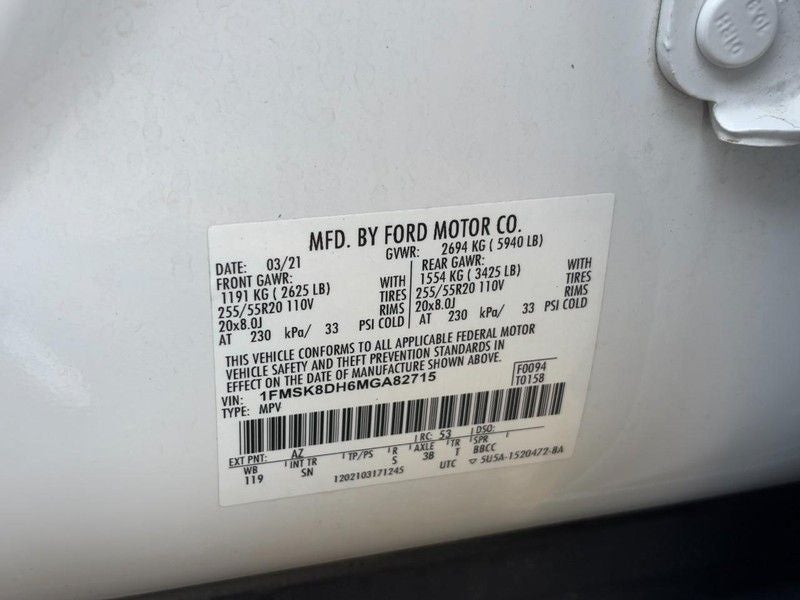 MFD. BY FORD MOTOR CO.
DATE: 03/21
GVWR: 2694 KG ( 5940 LB)
FRONT GAWR:
1191 KG ( 2625 LB) WITH
255/55R20 110V TIRES
20x8.0J RIMS
AT 230 kPa/ 33 PSI COLD
REAR GAWR:
1554 KG ( 3425 LB) WITH
255/55R20 110V TIRES
20x8.0J RIMS
AT 230 kPa/ 33 PSI COLD
THIS VEHICLE CONFORMS TO ALL APPLICABLE FEDERAL MOTOR
VEHICLE SAFETY AND THEFT PREVENTION STANDARDS IN
EFFECT ON THE DATE OF MANUFACTURE SHOWN ABOVE.
VIN: 1FMSK8DH6MGA82715
TYPE: MPV
F0094
T0158
EXT PNT: AZ RC: 53 DSO:
WB INT TR TP/PS R AXLE TR SPR
119 SN S 3B T BBCC
1202103171245 UTC ▽ 5U5A-1520472-BA